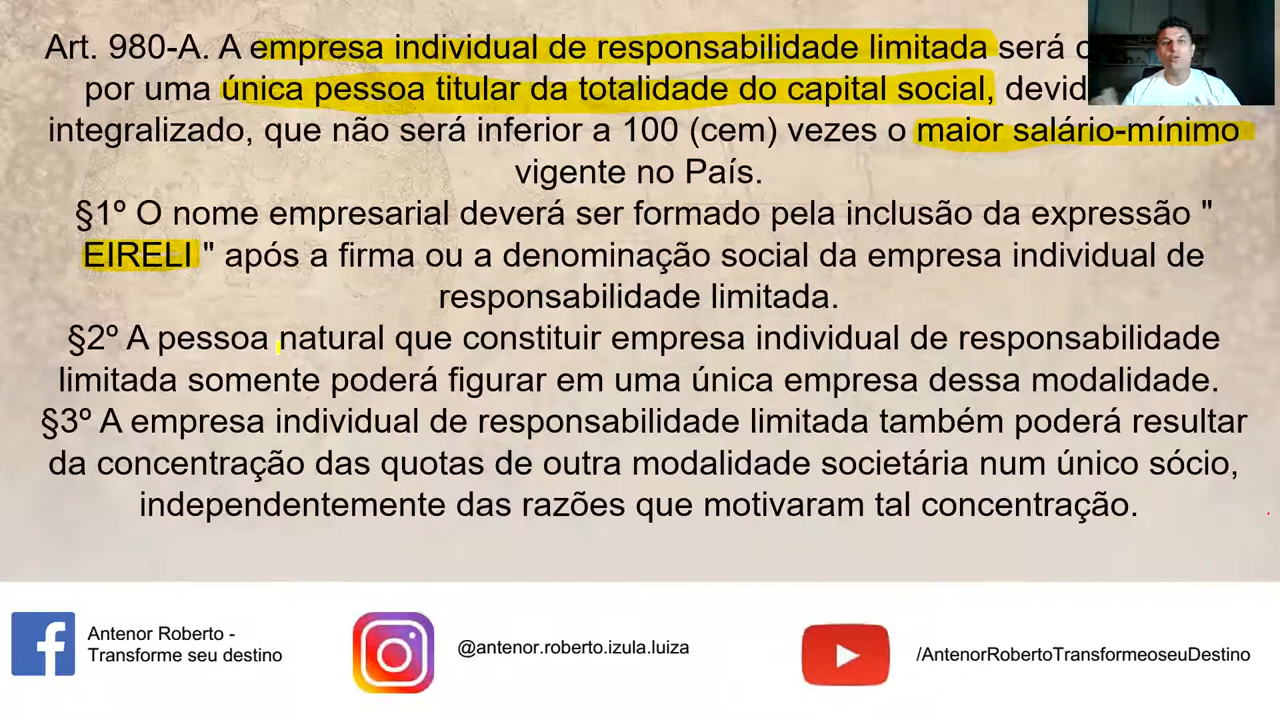 Art. 980-A. A empresa individual de responsabilidade limitada será
por uma única pessoa titular da totalidade do capital social,
integralizado, que não será inferior a 100 (cem) vezes o maior salário-mínimo
vigente no País.
§1º O nome empresarial deverá ser formado pela inclusão da expressão "
EIRELI " após a firma ou a denominação social da empresa individual de
responsabilidade limitada.
§2º A pessoa natural que constituir empresa individual de responsabilidade
limitada somente poderá figurar em uma única empresa dessa modalidade.
§3º A empresa individual de responsabilidade limitada também poderá resultar
da concentração das quotas de outra modalidade societária num único sócio,
independentemente das razões que motivaram tal concentração.
Antenor Roberto -
Transforme seu destino
@antenor.roberto.izula.luiza
/AntenorRobertoTransformeoseuDestino